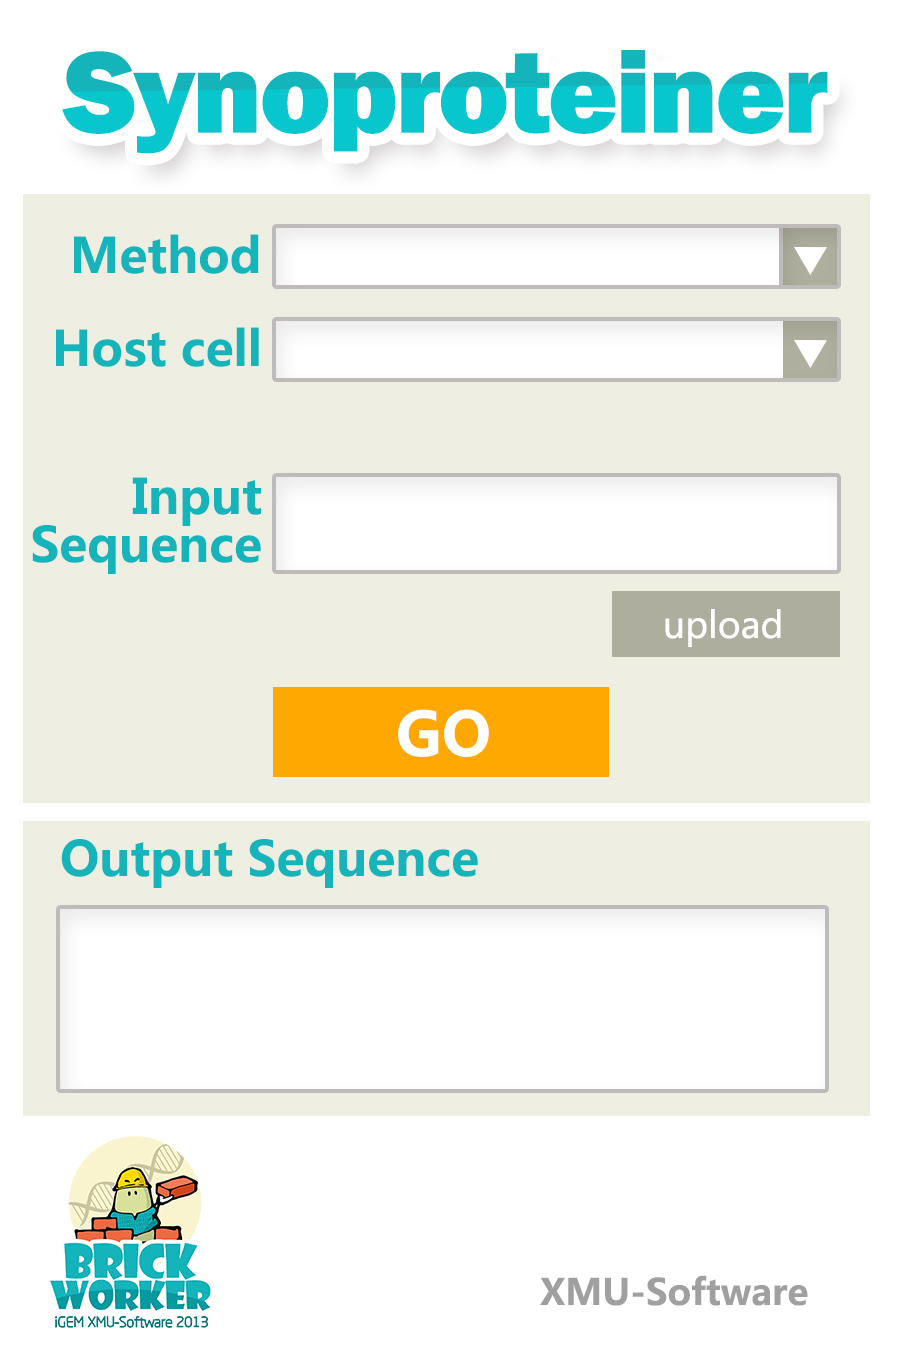 Synoproteiner
Method
Host cell
Input
Sequence
upload
GO
Output Sequence
BRICK
WORKER
iGEM XMU-Software 2013
XMU-Software